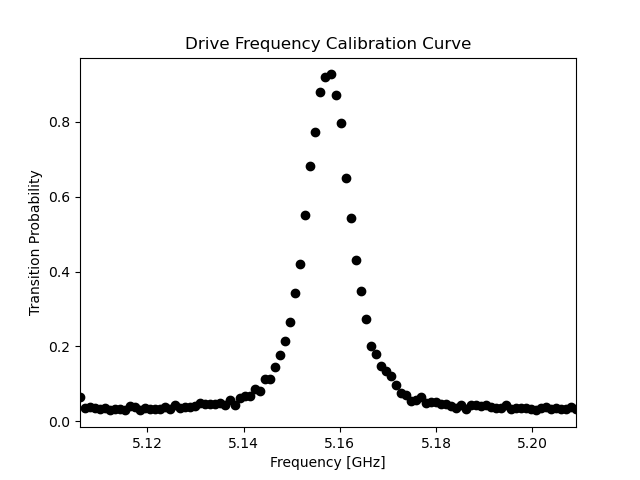 Drive Frequency Calibration Curve
Transition Probability
0.8
0.6
0.4
0.2
0.0
5.12 5.14 5.16 5.18 5.20
Frequency [GHz]